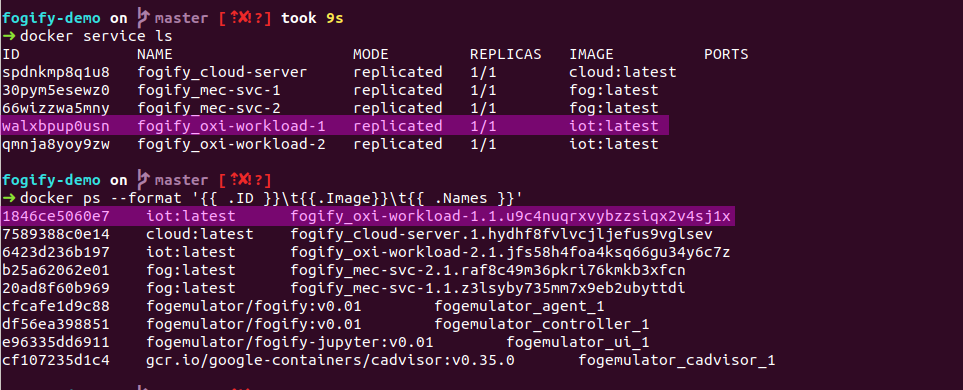 fogify-demo on master [⇡✘!?] took 9s
➜ docker service ls
ID NAME MODE REPLICAS IMAGE PORTS
spdnkmp8q1u8 fogify_cloud-server replicated 1/1 cloud:latest
30pym5esewz0 fogify_mec-svc-1 replicated 1/1 fog:latest
66wizzwa5mny fogify_mec-svc-2 replicated 1/1 fog:latest
walxbpup0usn fogify_oxi-workload-1 replicated 1/1 iot:latest
qmnja8yoy9zw fogify_oxi-workload-2 replicated 1/1 iot:latest
fogify-demo on master [⇡✘!?]
➜ docker ps --format '{{ .ID }}\t{{.Image}}\t{{ .Names }}'
1846ce5060e7 iot:latest fogify_oxi-workload-1.1.u9c4nuqrxvybzzsiqx2v4sj1x
7589388c0e14 cloud:latest fogify_cloud-server.1.hydhf8fvlvcjljefus9vglsev
6423d236b197 iot:latest fogify_oxi-workload-2.1.jfs58h4foa4ksq66gu34y6c7z
b25a62062e01 fog:latest fogify_mec-svc-2.1.raf8c49m36pkri76kmkb3xfcn
20ad8f60b969 fog:latest fogify_mec-svc-1.1.z3lsyby735mm7x9eb2ubyttdi
cfcafe1d9c88 fogemulator/fogify:v0.01 fogemulator_agent_1
df56ea398851 fogemulator/fogify:v0.01 fogemulator_controller_1
e96335dd6911 fogemulator/fogify-jupyter:v0.01 fogemulator_ui_1
cf107235d1c4 gcr.io/google-containers/cadvisor:v0.35.0 fogemulator_cadvisor_1